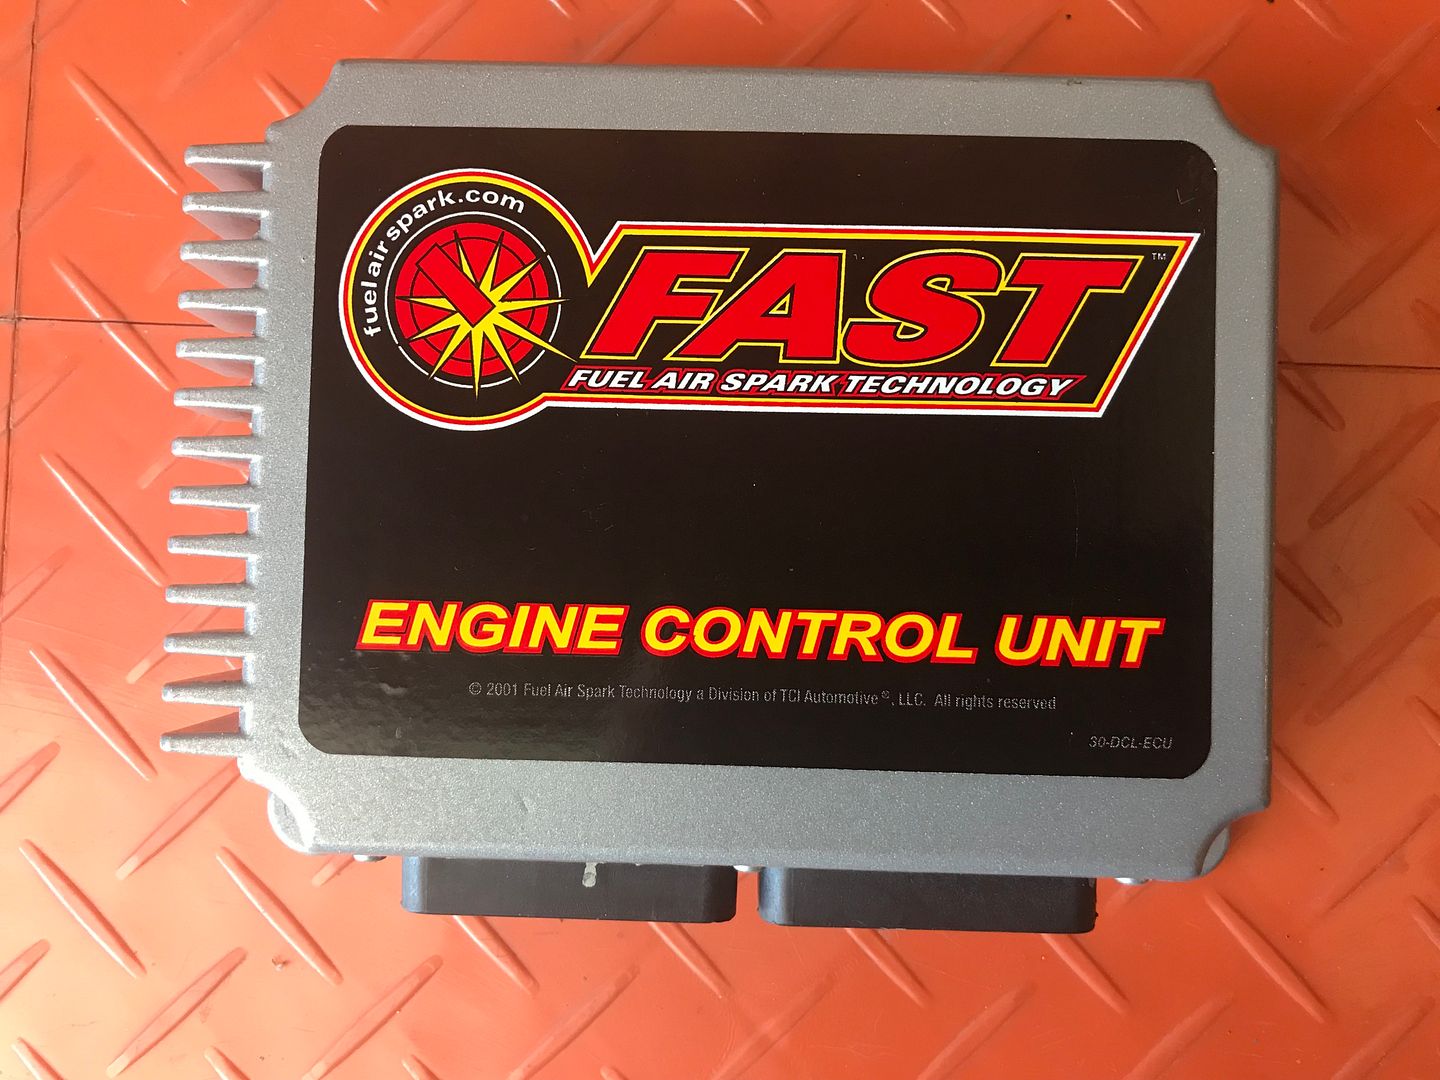 fuelairspark.com
FAST™
FUEL AIR SPARK TECHNOLOGY
ENGINE CONTROL UNIT
© 2001 Fuel Air Spark Technology a Division of TCI Automotive®, LLC. All rights reserved
30-DCL-ECU